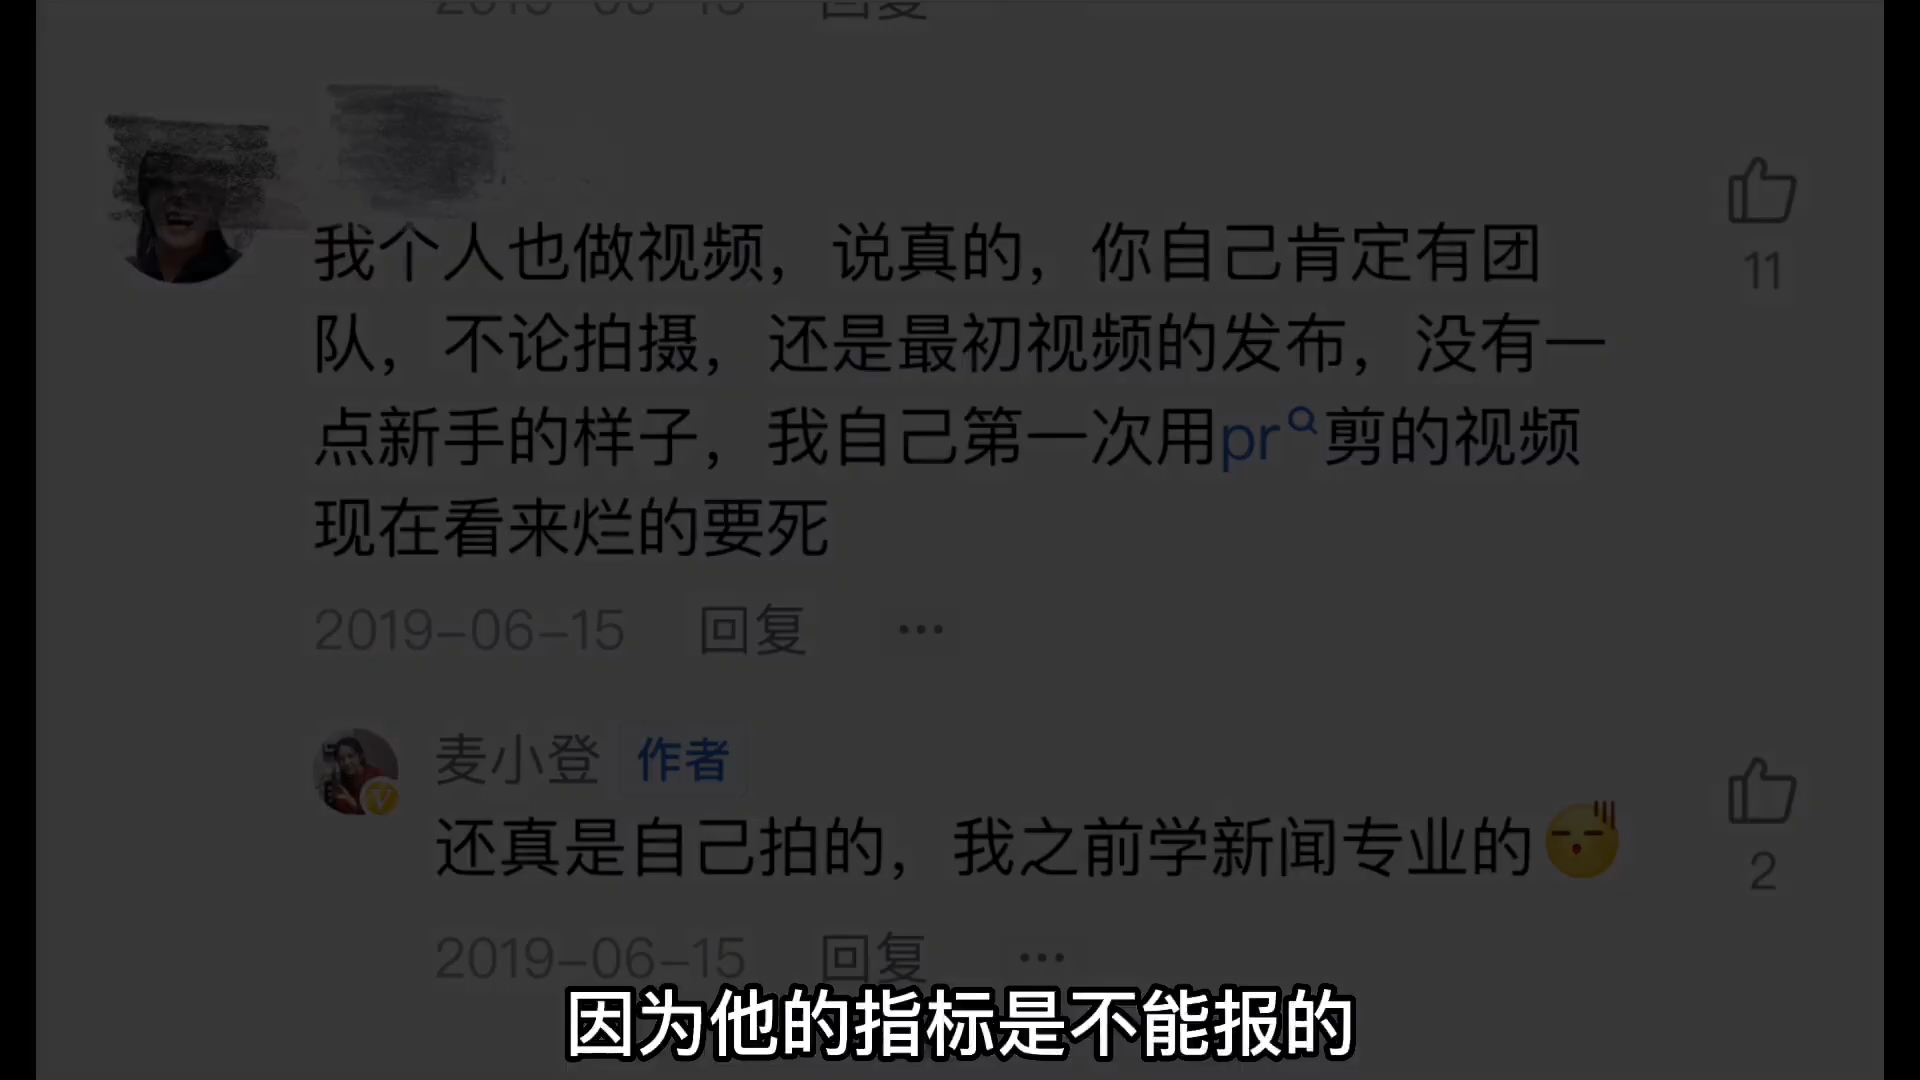 2019-06-15 回复
我个人也做视频，说真的，你自己肯定有团
队，不论拍摄，还是最初视频的发布，没有一
点新手的样子，我自己第一次用pr剪的视频
现在看来烂的要死
11
2019-06-15 回复 ...
麦小登 作者
还真是自己拍的，我之前学新闻专业的
2
2019-06-15 回复 ...
因为他的指标是不能报的